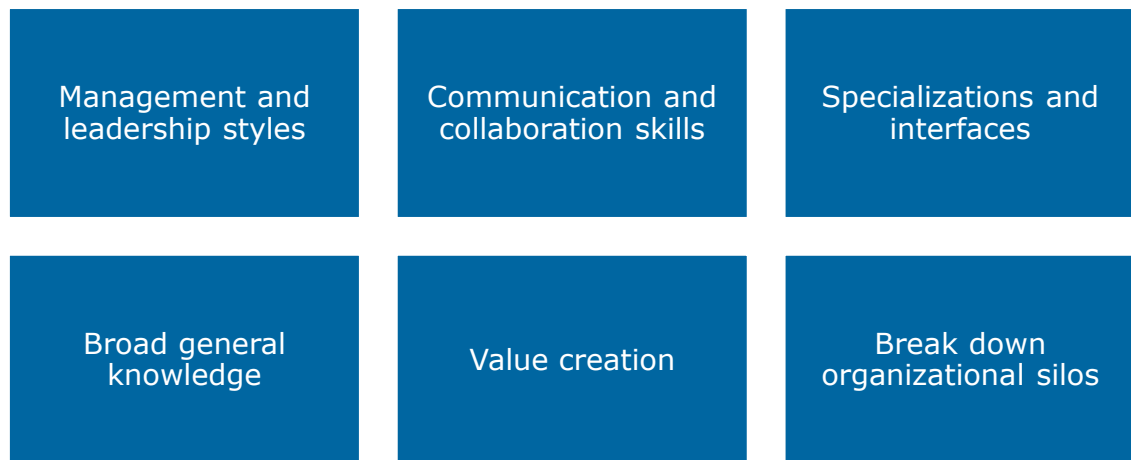 Management and
leadership styles
Communication and
collaboration skills
Specializations and
interfaces
Broad general
knowledge
Value creation
Break down
organizational silos